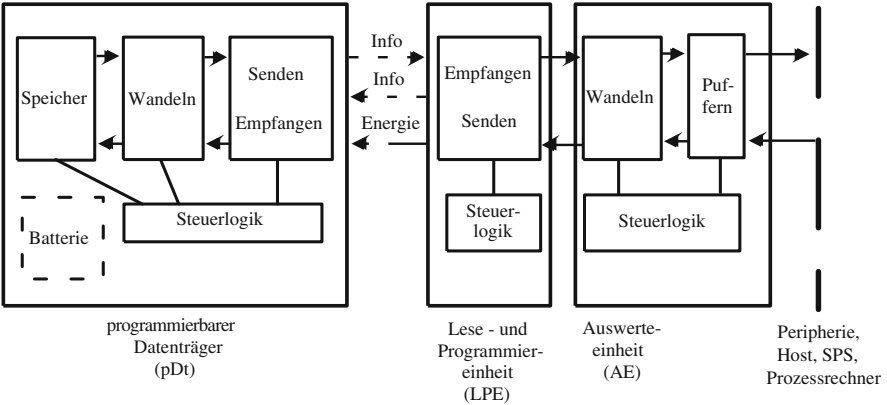 Speicher
Wandeln
Senden
Empfangen
Steuerlogik
Batterie
Info
Info
Energie
Empfangen
Senden
Steuer-
logik
Wandeln
Puf-
fern
Steuerlogik
programmierbarer
Datenträger
(pDt)
Lese - und
Programmier-
einheit
(LPE)
Auswerte-
einheit
(AE)
Peripherie,
Host, SPS,
Prozessrechner